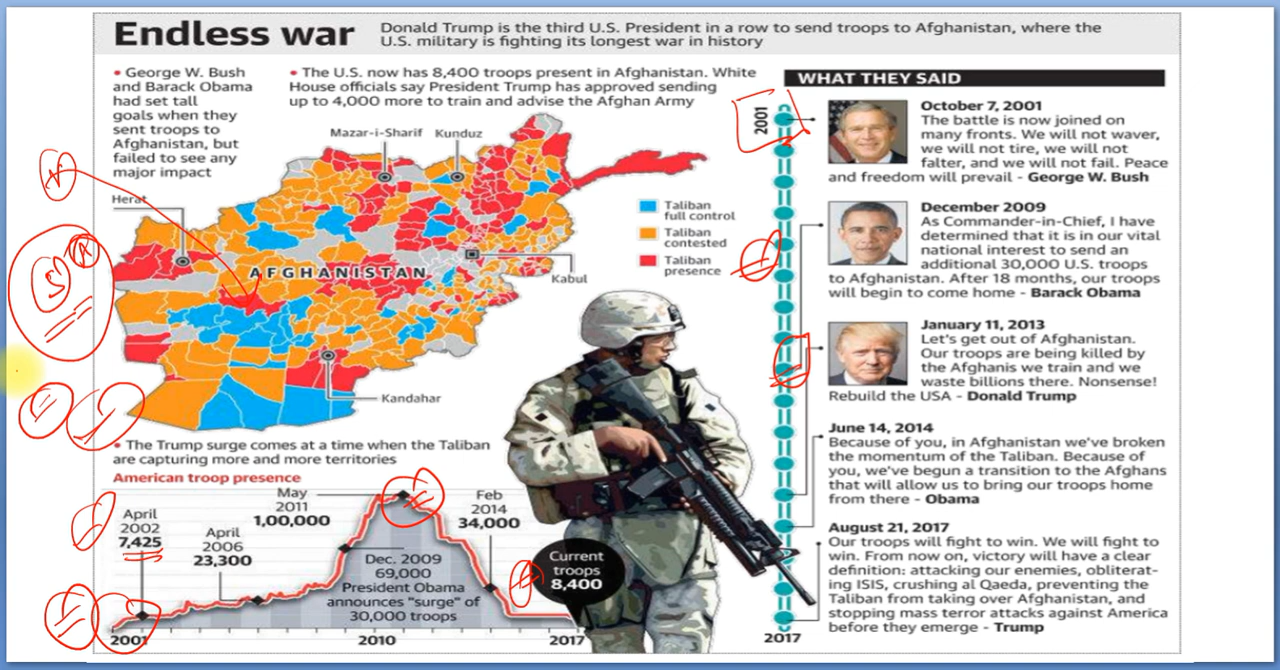 Endless war
Donald Trump is the third U.S. President in a row to send troops to Afghanistan, where the
U.S. military is fighting its longest war in history
• George W. Bush
and Barack Obama
had set tall
goals when they
sent troops to
Afghanistan, but
failed to see any
major impact
• The U.S. now has 8,400 troops present in Afghanistan. White
House officials say President Trump has approved sending
up to 4,000 more to train and advise the Afghan Army
Mazar-i-Sharif
Kunduz
Herat
AFGHANISTAN
Kabul
Kandahar
Taliban
full control
Taliban
contested
Taliban
presence
• The Trump surge comes at a time when the Taliban
are capturing more and more territories
American troop presence
April
2002
7,425
April
2006
23,300
May
2011
1,00,000
Dec. 2009
69,000
President Obama
announces "surge" of
30,000 troops
Feb
2014
34,000
Current
troops
8,400
2001
2010
2017
WHAT THEY SAID
2001
October 7, 2001
The battle is now joined on
many fronts. We will not waver,
we will not tire, we will not
falter, and we will not fail. Peace
and freedom will prevail - George W. Bush
December 2009
As Commander-in-Chief, I have
determined that it is in our vital
national interest to send an
additional 30,000 U.S. troops
to Afghanistan. After 18 months, our troops
will begin to come home - Barack Obama
January 11, 2013
Let's get out of Afghanistan.
Our troops are being killed by
the Afghanis we train and we
waste billions there. Nonsense!
Rebuild the USA - Donald Trump
June 14, 2014
Because of you, in Afghanistan we've broken
the momentum of the Taliban. Because of
you, we've begun a transition to the Afghans
that will allow us to bring our troops home
from there - Obama
August 21, 2017
Our troops will fight to win. We will fight to
win. From now on, victory will have a clear
definition: attacking our enemies, obliterat-
ing ISIS, crushing al Qaeda, preventing the
Taliban from taking over Afghanistan, and
stopping mass terror attacks against America
before they emerge - Trump
2017